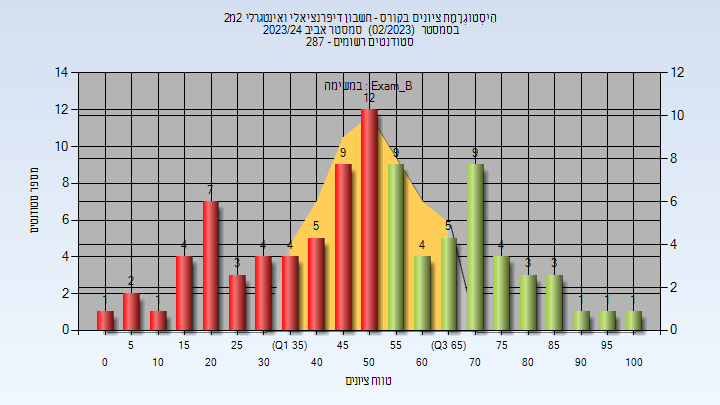 היסטוגרמת ציונים בקורס - חשבון דיפרנציאלי ואינטגרלי 2מ2
בסמסטר (02/2023) סמסטר אביב 2023/24
סטודנטים רשומים - 287
במשימה : Exam_B
מספר סטודנטים
14 12 10 8 6 4 2 0
12 10 8 6 4 2 0
1 2 1 4 7 3 4 4 5 9 12 9 4 5 9 4 3 3 1 1 1
5 15 25 (Q1 35) 45 55 (Q3 65) 75 85 95
0 10 20 30 40 50 60 70 80 90 100
טווח ציונים